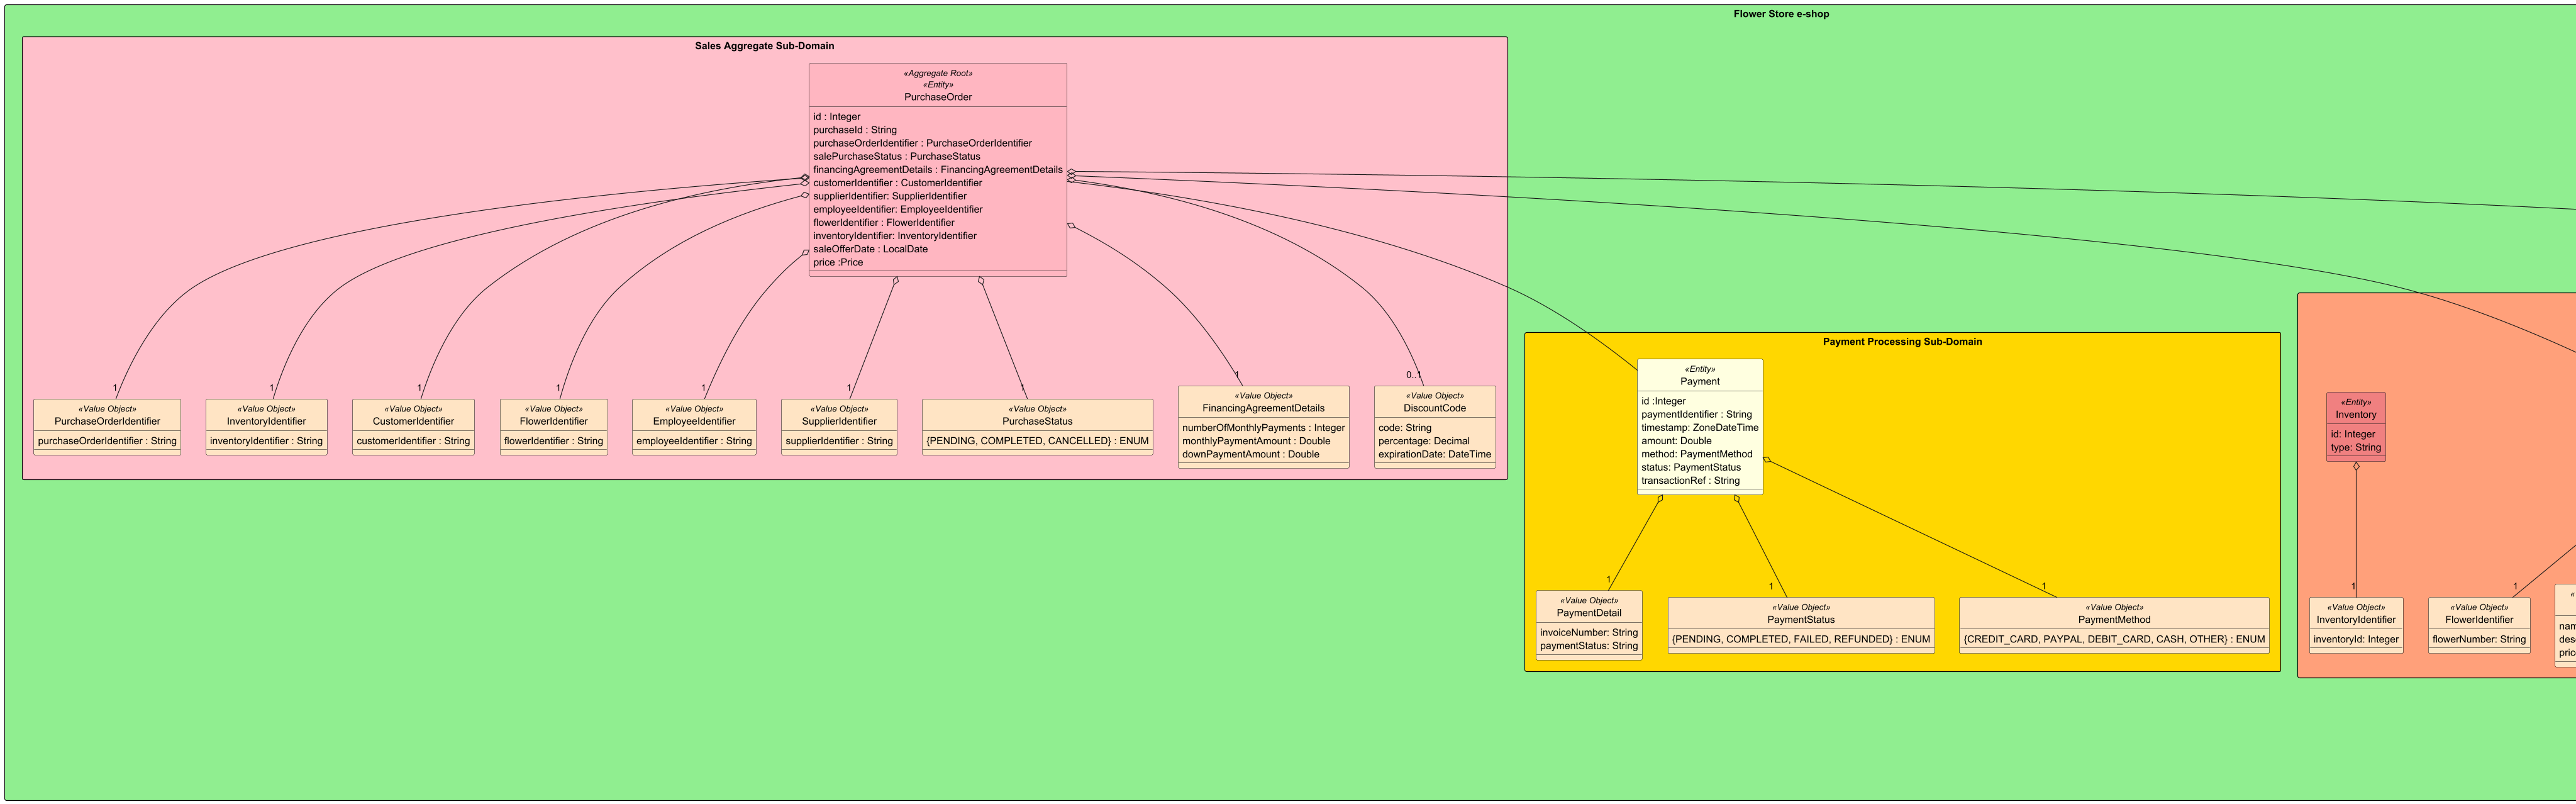 Flower Store e-shop
Sales Aggregate Sub-Domain
«Aggregate Root»
«Entity»
PurchaseOrder
id : Integer
purchaseId : String
purchaseOrderIdentifier : PurchaseOrderIdentifier
salePurchaseStatus : PurchaseStatus
financingAgreementDetails : FinancingAgreementDetails
customerIdentifier : CustomerIdentifier
supplierIdentifier: SupplierIdentifier
employeeIdentifier: EmployeeIdentifier
flowerIdentifier : FlowerIdentifier
inventoryIdentifier: InventoryIdentifier
saleOfferDate : LocalDate
price :Price
1
«Value Object»
PurchaseOrderIdentifier
purchaseOrderIdentifier : String
1
«Value Object»
InventoryIdentifier
inventoryIdentifier : String
1
«Value Object»
CustomerIdentifier
customerIdentifier : String
1
«Value Object»
FlowerIdentifier
flowerIdentifier : String
1
«Value Object»
EmployeeIdentifier
employeeIdentifier : String
1
«Value Object»
SupplierIdentifier
supplierIdentifier : String
1
«Value Object»
PurchaseStatus
{PENDING, COMPLETED, CANCELLED} : ENUM
1
«Value Object»
FinancingAgreementDetails
numberOfMonthlyPayments : Integer
monthlyPaymentAmount : Double
downPaymentAmount : Double
0..1
«Value Object»
DiscountCode
code: String
percentage: Decimal
expirationDate: DateTime
Payment Processing Sub-Domain
«Entity»
Payment
id :Integer
paymentIdentifier : String
timestamp: ZoneDateTime
amount: Double
method: PaymentMethod
status: PaymentStatus
transactionRef : String
1
«Value Object»
PaymentDetail
invoiceNumber: String
paymentStatus: String
1
«Value Object»
PaymentStatus
{PENDING, COMPLETED, FAILED, REFUNDED} : ENUM
1
«Value Object»
PaymentMethod
{CREDIT_CARD, PAYPAL, DEBIT_CARD, CASH, OTHER} : ENUM
«Entity»
Inventory
id: Integer
type: String
1
«Value Object»
InventoryIdentifier
inventoryId: Integer
1
«Value Object»
FlowerIdentifier
flowerNumber: String